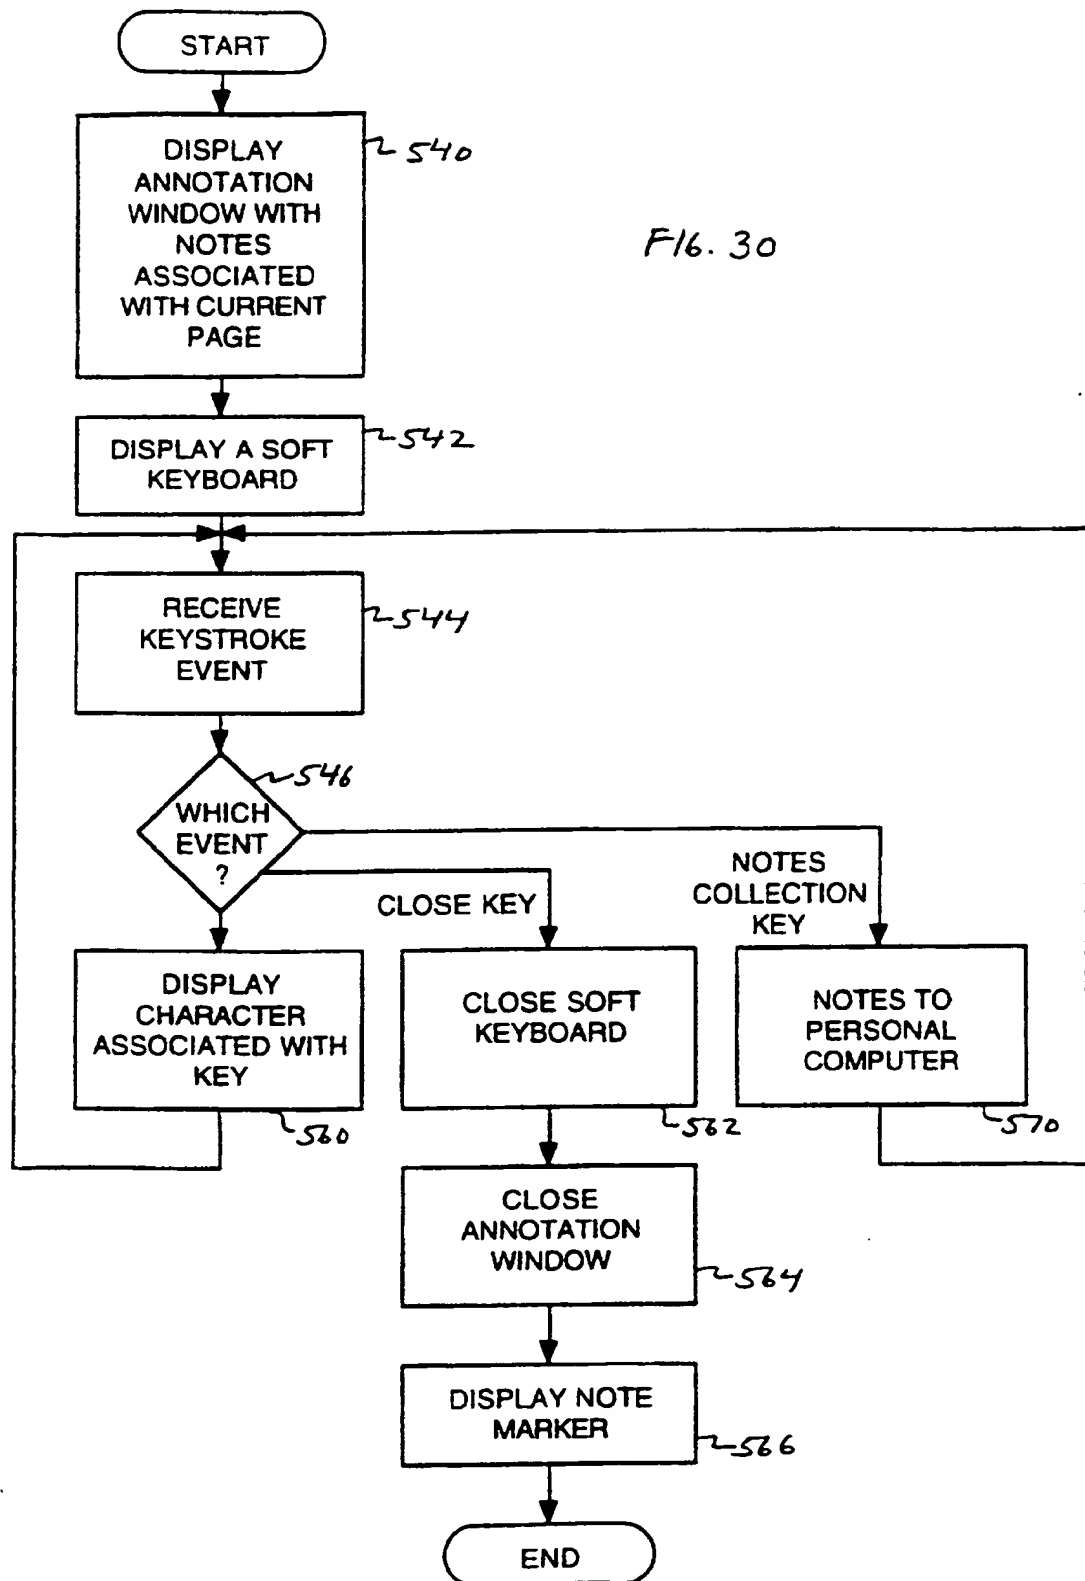 START
DISPLAY
ANNOTATION
WINDOW WITH
NOTES
ASSOCIATED
WITH CURRENT
PAGE
540
FIG. 30
DISPLAY A SOFT
KEYBOARD
542
RECEIVE
KEYSTROKE
EVENT
544
WHICH
EVENT
?
546
CLOSE KEY
NOTES
COLLECTION
KEY
DISPLAY
CHARACTER
ASSOCIATED WITH
KEY
560
CLOSE SOFT
KEYBOARD
562
NOTES TO
PERSONAL
COMPUTER
570
CLOSE
ANNOTATION
WINDOW
564
DISPLAY NOTE
MARKER
566
END